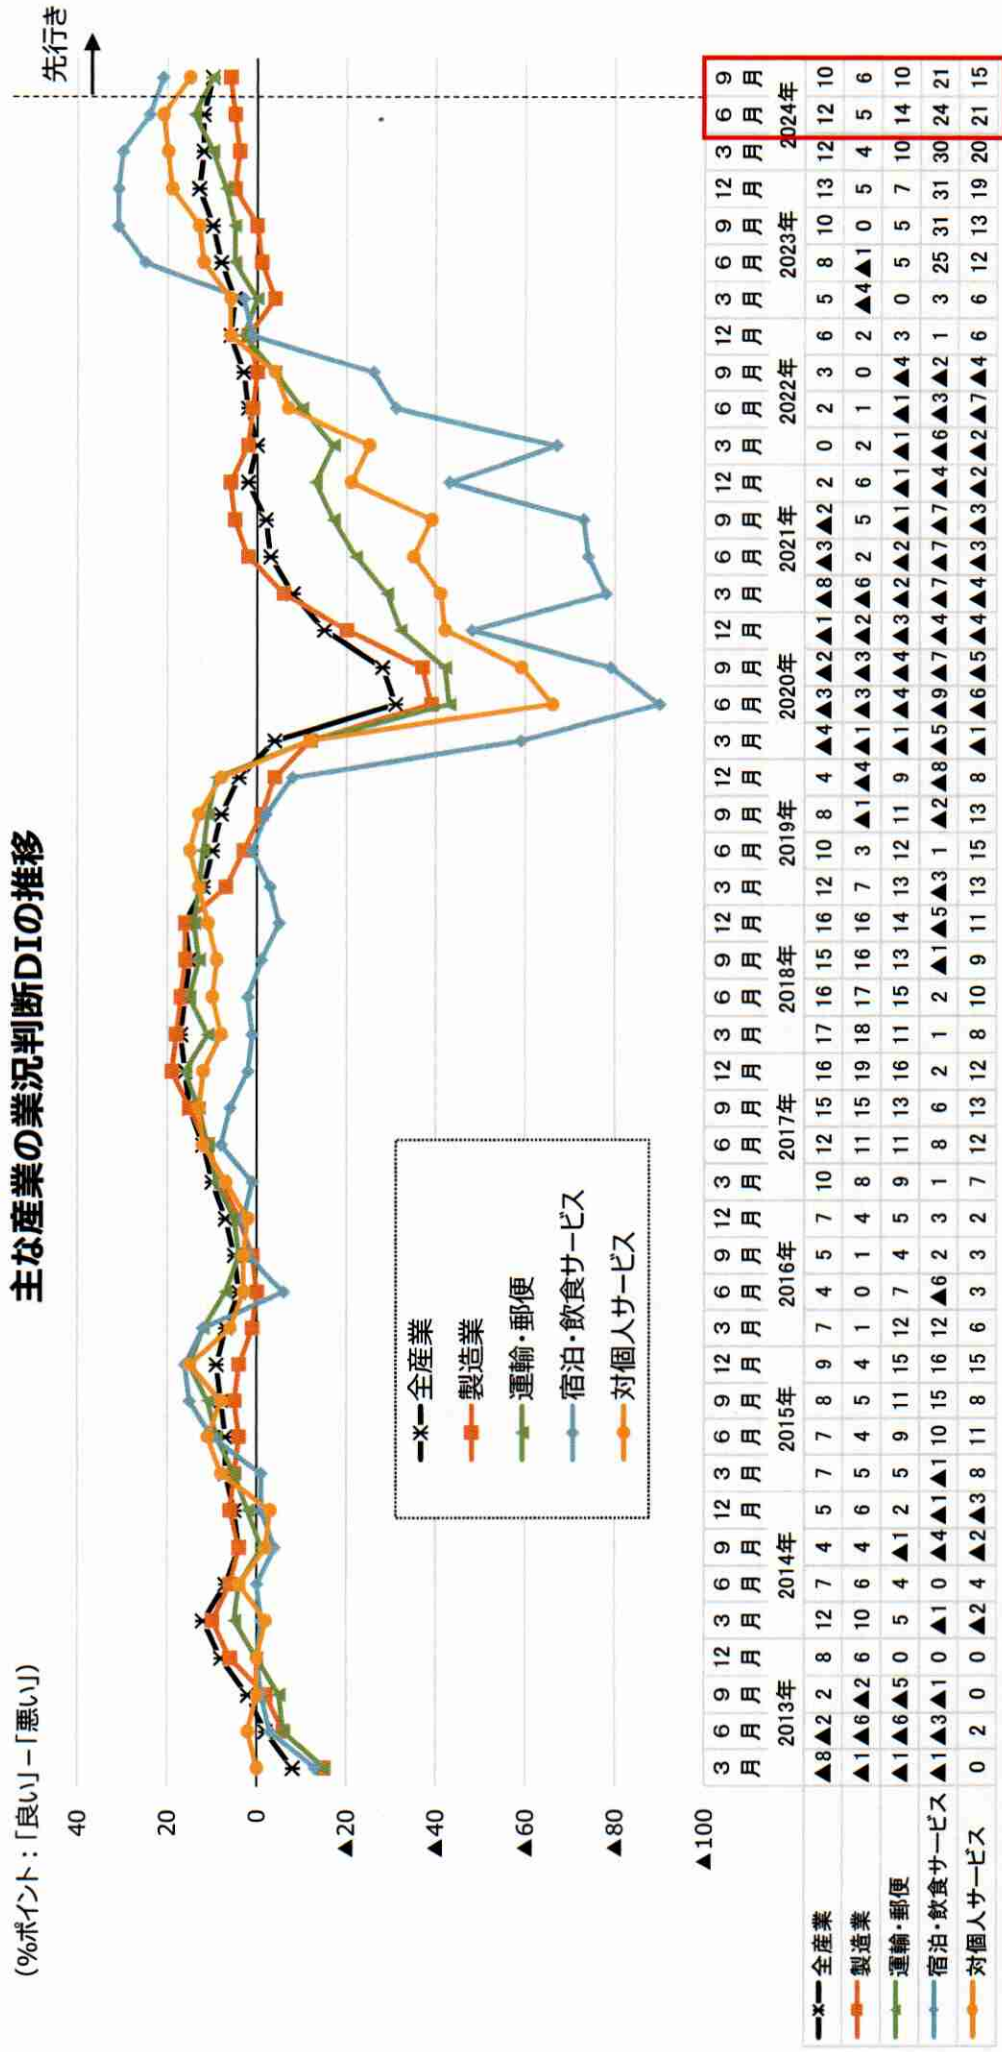 主な産業の業況判断DIの推移
(%ポイント：「良い」－「悪い」)
先行き
40
20
0
▲20
▲40
▲60
▲80
▲100
全産業
製造業
運輸・郵便
宿泊・飲食サービス
対個人サービス
3 6 9 12 3 6 9 12 3 6 9 12 3 6 9 12 3 6 9 12 3 6 9 12 3 6 9 12 3 6 9 12 3 6 9 12 3 6 9 12 3 6 9 12 3 6 9
月 月 月 月 月 月 月 月 月 月 月 月 月 月 月 月 月 月 月 月 月 月 月 月 月 月 月 月 月 月 月 月 月 月 月 月 月 月 月 月 月 月 月 月 月 月 月
2013年 2014年 2015年 2016年 2017年 2018年 2019年 2020年 2021年 2022年 2023年 2024年
全産業 ▲8 ▲2 2 8 12 7 4 5 7 7 8 9 7 4 5 7 10 12 15 16 17 16 15 16 12 10 8 4 ▲4 ▲3 ▲2 ▲1 ▲8 ▲3 ▲2 2 0 2 3 6 5 8 10 13 12 12 10
製造業 ▲1 ▲6 ▲2 6 10 6 4 6 5 4 5 4 1 0 1 4 8 11 15 19 18 17 16 16 7 3 ▲1 ▲4 ▲1 ▲3 ▲3 ▲2 ▲6 2 5 6 2 1 0 2 ▲4 ▲1 0 5 4 5 6
運輸・郵便 ▲1 ▲6 ▲5 0 5 4 ▲1 2 5 9 11 15 12 7 4 5 9 11 13 16 11 15 13 14 13 12 11 9 ▲1 ▲4 ▲4 ▲3 ▲2 ▲2 ▲1 ▲1 ▲1 ▲1 ▲4 3 0 5 5 7 10 14 10
宿泊・飲食サービス ▲1 ▲3 ▲1 0 ▲1 0 ▲4 ▲1 ▲1 10 15 16 12 ▲6 2 3 1 8 6 2 1 2 ▲1 ▲5 ▲3 1 ▲2 ▲8 ▲5 ▲9 ▲7 ▲4 ▲7 ▲7 ▲7 ▲4 ▲6 ▲3 ▲2 1 3 25 31 31 30 24 21
対個人サービス 0 2 0 0 ▲2 4 ▲2 ▲3 8 11 8 15 6 3 3 2 7 12 13 12 8 10 9 11 13 15 13 8 ▲1 ▲6 ▲5 ▲4 ▲4 ▲3 ▲3 ▲2 ▲2 ▲7 ▲4 6 6 12 13 19 20 21 15